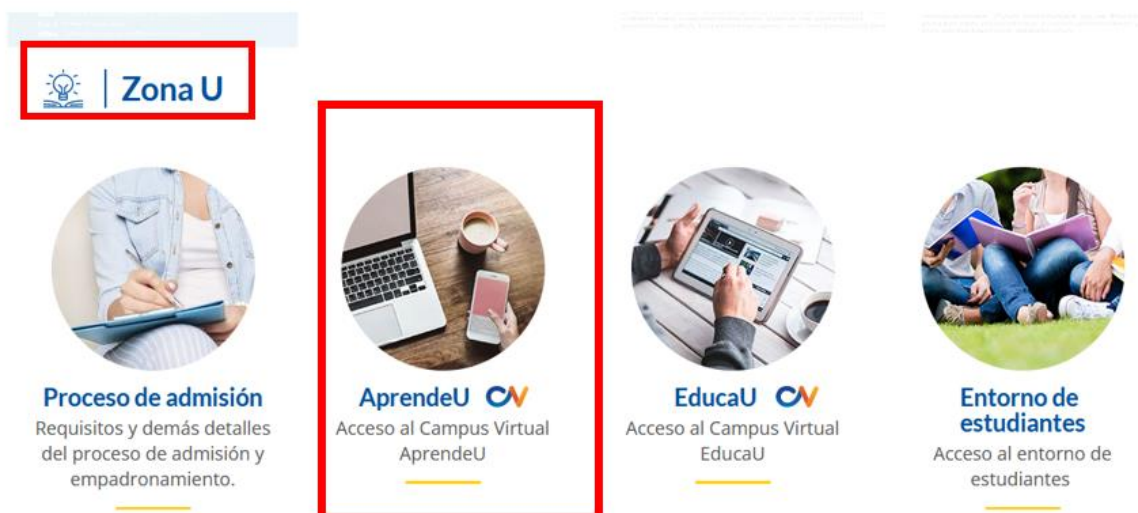 Zona U
Proceso de admisión
Requisitos y demás detalles
del proceso de admisión y
empadronamiento.
AprendeU
Acceso al Campus Virtual
AprendeU
EducaU
Acceso al Campus Virtual
EducaU
Entorno de
estudiantes
Acceso al entorno de
estudiantes